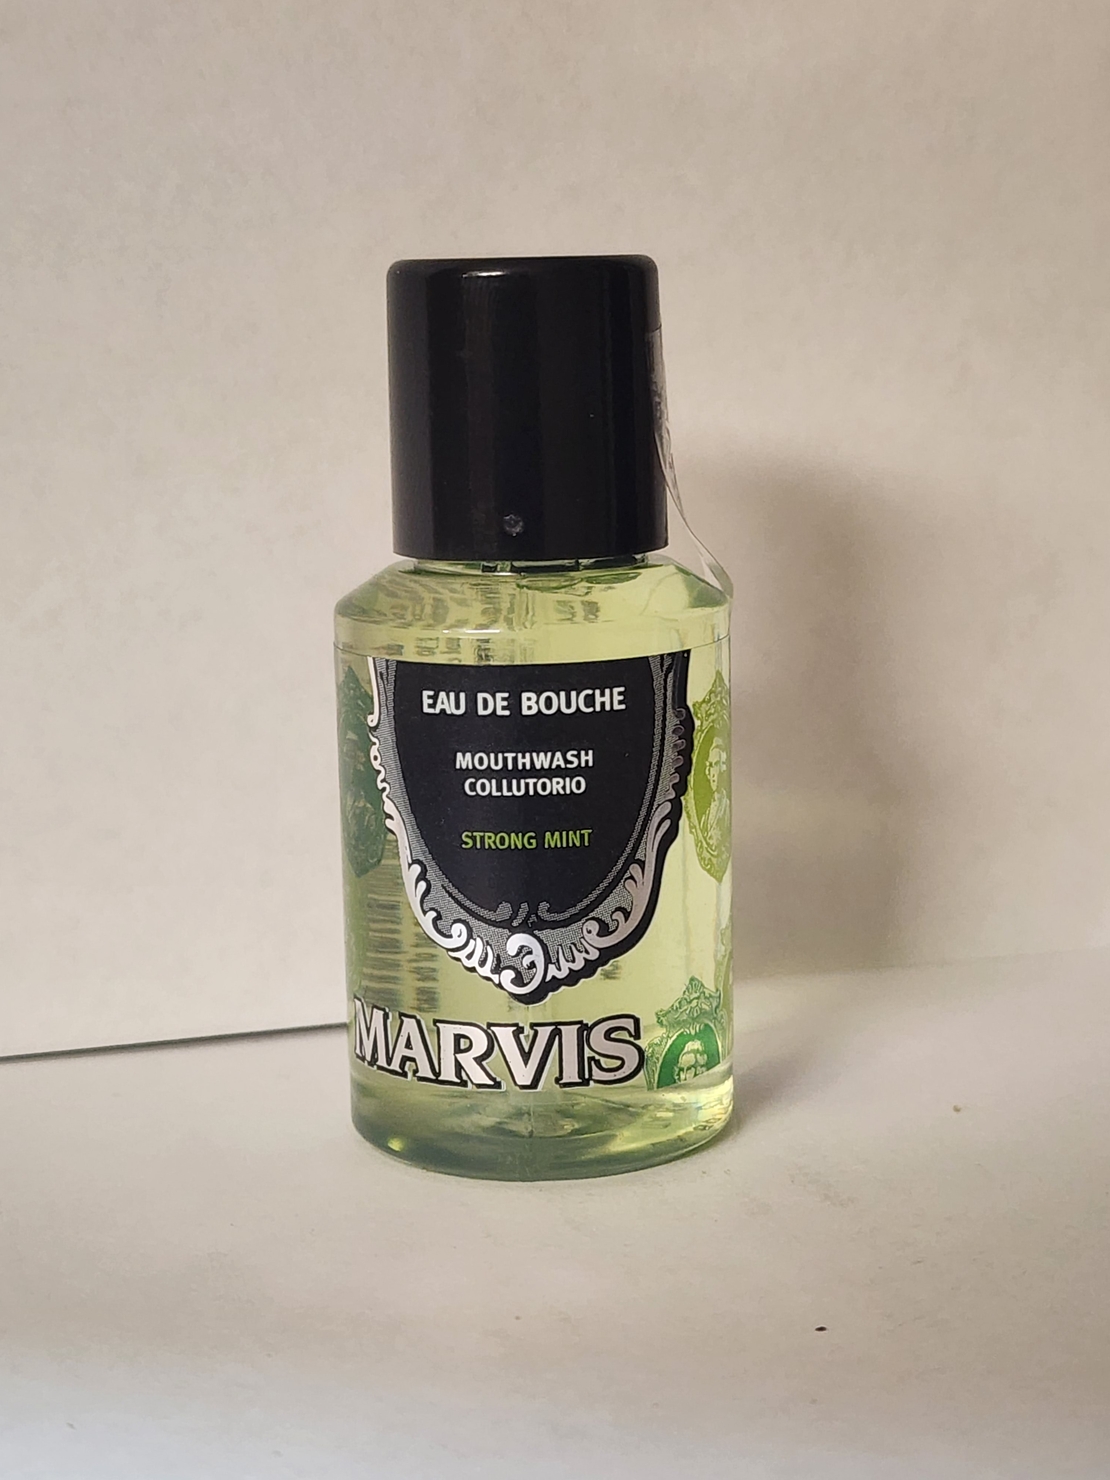 EAU DE BOUCHE
MOUTHWASH
COLLUTORIO
STRONG MINT
MARVIS